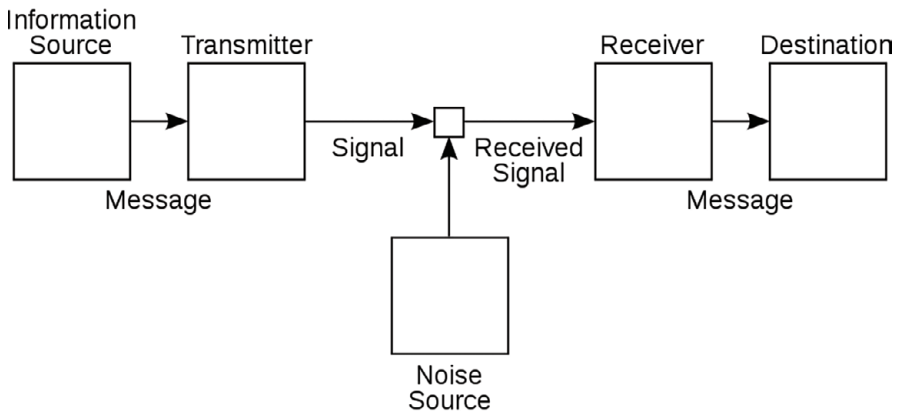 Information
Source
Transmitter
Receiver
Destination
Signal
Received
Signal
Message
Message
Noise
Source